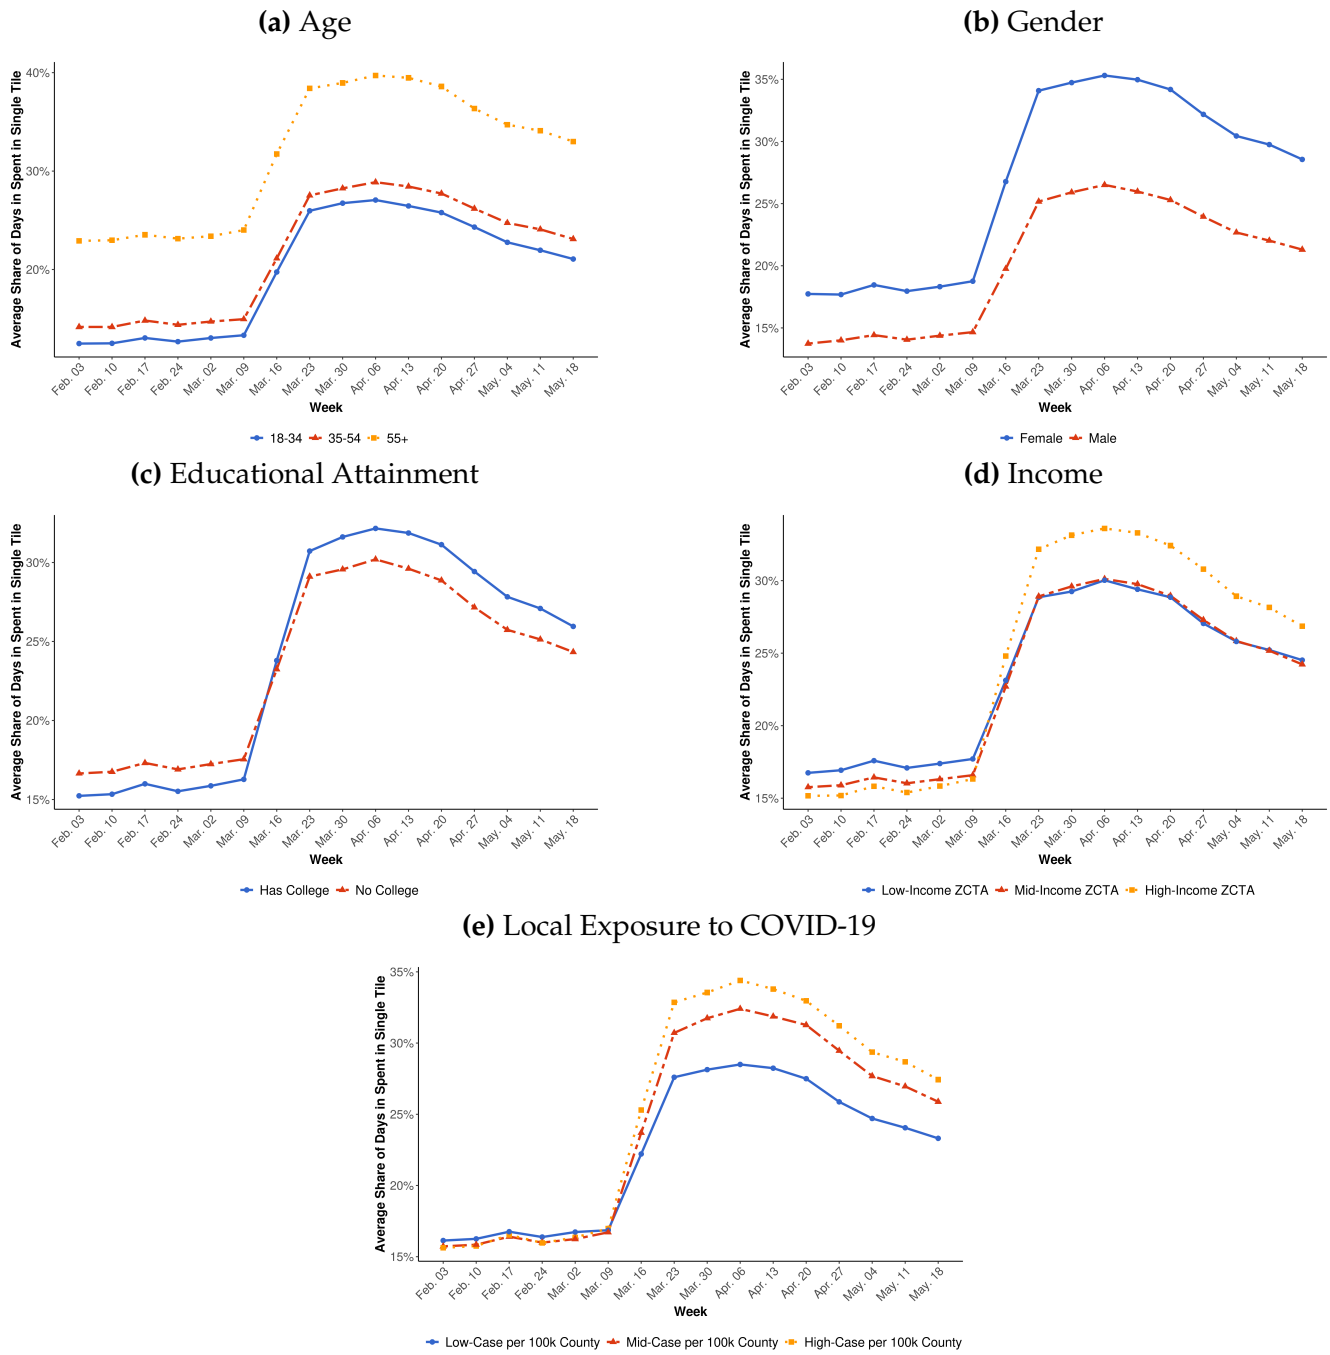 (a) Age
Average Share of Days in Spent in Single Tile
40%
30%
20%
Feb. 03 Feb. 10 Feb. 17 Feb. 24 Mar. 02 Mar. 09 Mar. 16 Mar. 23 Mar. 30 Apr. 06 Apr. 13 Apr. 20 Apr. 27 May. 04 May. 11 May. 18
Week
18-34 35-54 55+
(b) Gender
Average Share of Days in Spent in Single Tile
35%
30%
25%
20%
15%
Feb. 03 Feb. 10 Feb. 17 Feb. 24 Mar. 02 Mar. 09 Mar. 16 Mar. 23 Mar. 30 Apr. 06 Apr. 13 Apr. 20 Apr. 27 May. 04 May. 11 May. 18
Week
Female Male
(c) Educational Attainment
Average Share of Days in Spent in Single Tile
30%
25%
20%
15%
Feb. 03 Feb. 10 Feb. 17 Feb. 24 Mar. 02 Mar. 09 Mar. 16 Mar. 23 Mar. 30 Apr. 06 Apr. 13 Apr. 20 Apr. 27 May. 04 May. 11 May. 18
Week
Has College No College
(d) Income
Average Share of Days in Spent in Single Tile
30%
25%
20%
15%
Feb. 03 Feb. 10 Feb. 17 Feb. 24 Mar. 02 Mar. 09 Mar. 16 Mar. 23 Mar. 30 Apr. 06 Apr. 13 Apr. 20 Apr. 27 May. 04 May. 11 May. 18
Week
Low-Income ZCTA Mid-Income ZCTA High-Income ZCTA
(e) Local Exposure to COVID-19
Average Share of Days in Spent in Single Tile
35%
30%
25%
20%
15%
Feb. 03 Feb. 10 Feb. 17 Feb. 24 Mar. 02 Mar. 09 Mar. 16 Mar. 23 Mar. 30 Apr. 06 Apr. 13 Apr. 20 Apr. 27 May. 04 May. 11 May. 18
Week
Low-Case per 100k County Mid-Case per 100k County High-Case per 100k County